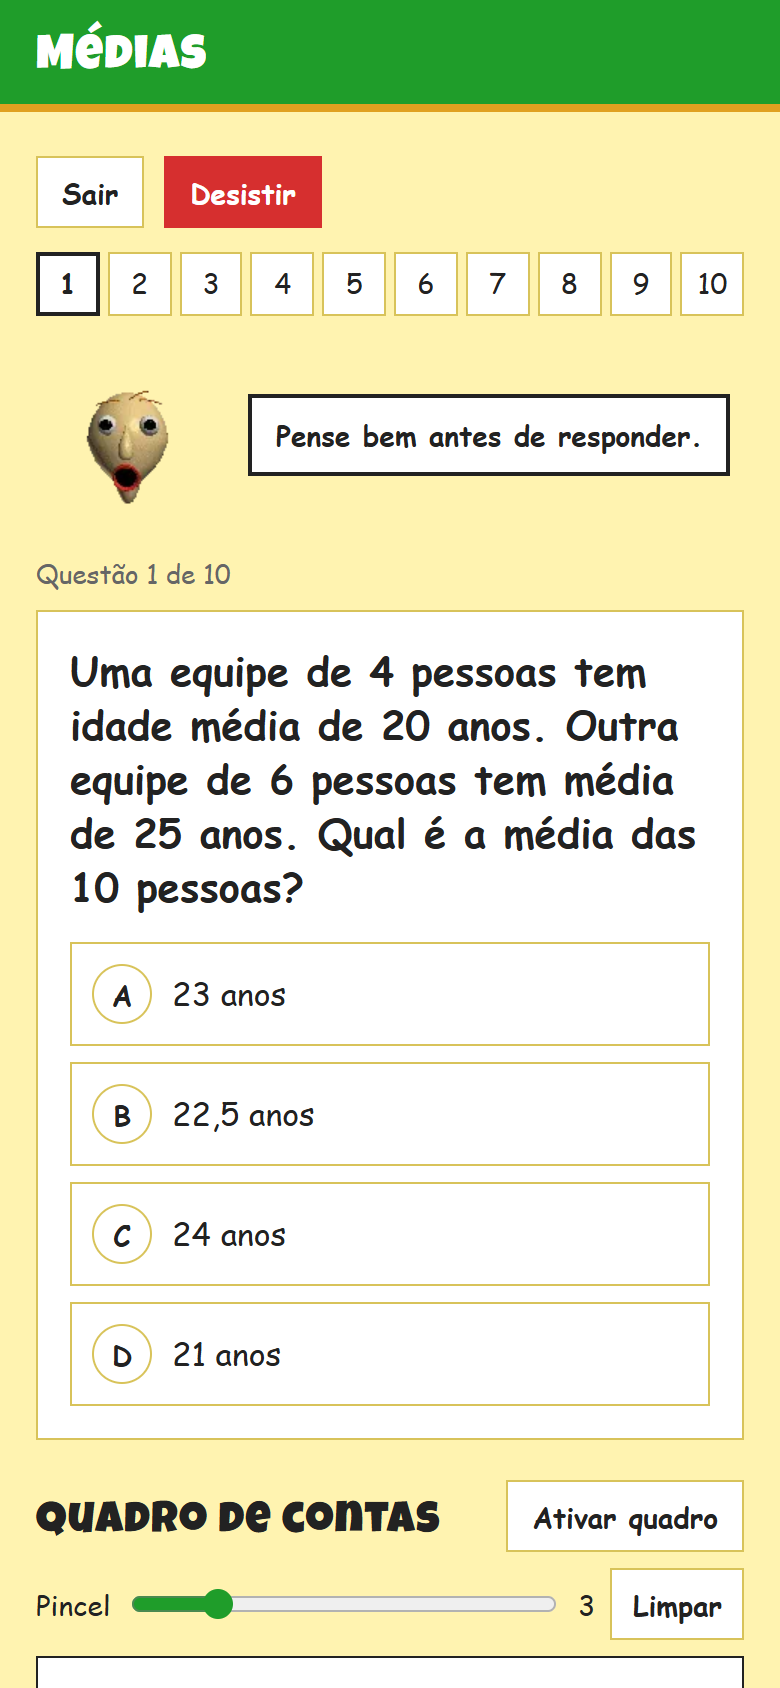 Médias
Sair Desistir
1 2 3 4 5 6 7 8 9 10
Pense bem antes de responder.
Questão 1 de 10
Uma equipe de 4 pessoas tem
idade média de 20 anos. Outra
equipe de 6 pessoas tem média
de 25 anos. Qual é a média das
10 pessoas?
A 23 anos
B 22,5 anos
C 24 anos
D 21 anos
Quadro de contas Ativar quadro
Pincel 3 Limpar